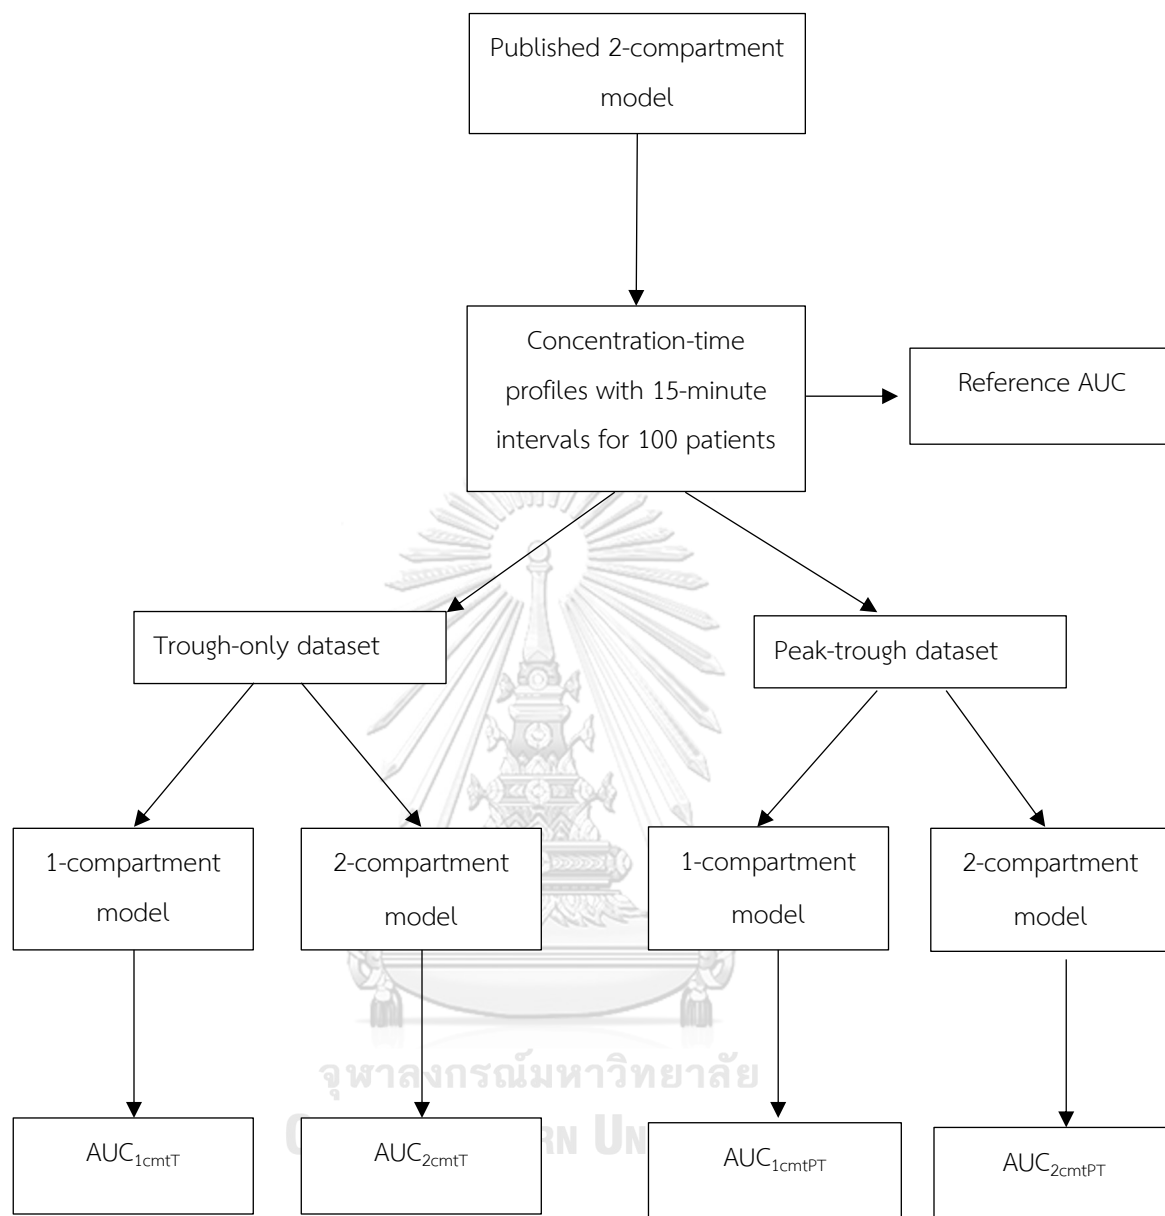 Published 2-compartment
model
Concentration-time
profiles with 15-minute
intervals for 100 patients
Reference AUC
Trough-only dataset
Peak-trough dataset
1-compartment
model
2-compartment
model
1-compartment
model
2-compartment
model
จุฬาลงกรณ์มหาวิทยาลัย
AUC1cmtT
AUC2cmtT
AUC1cmtPT
AUC2cmtPT